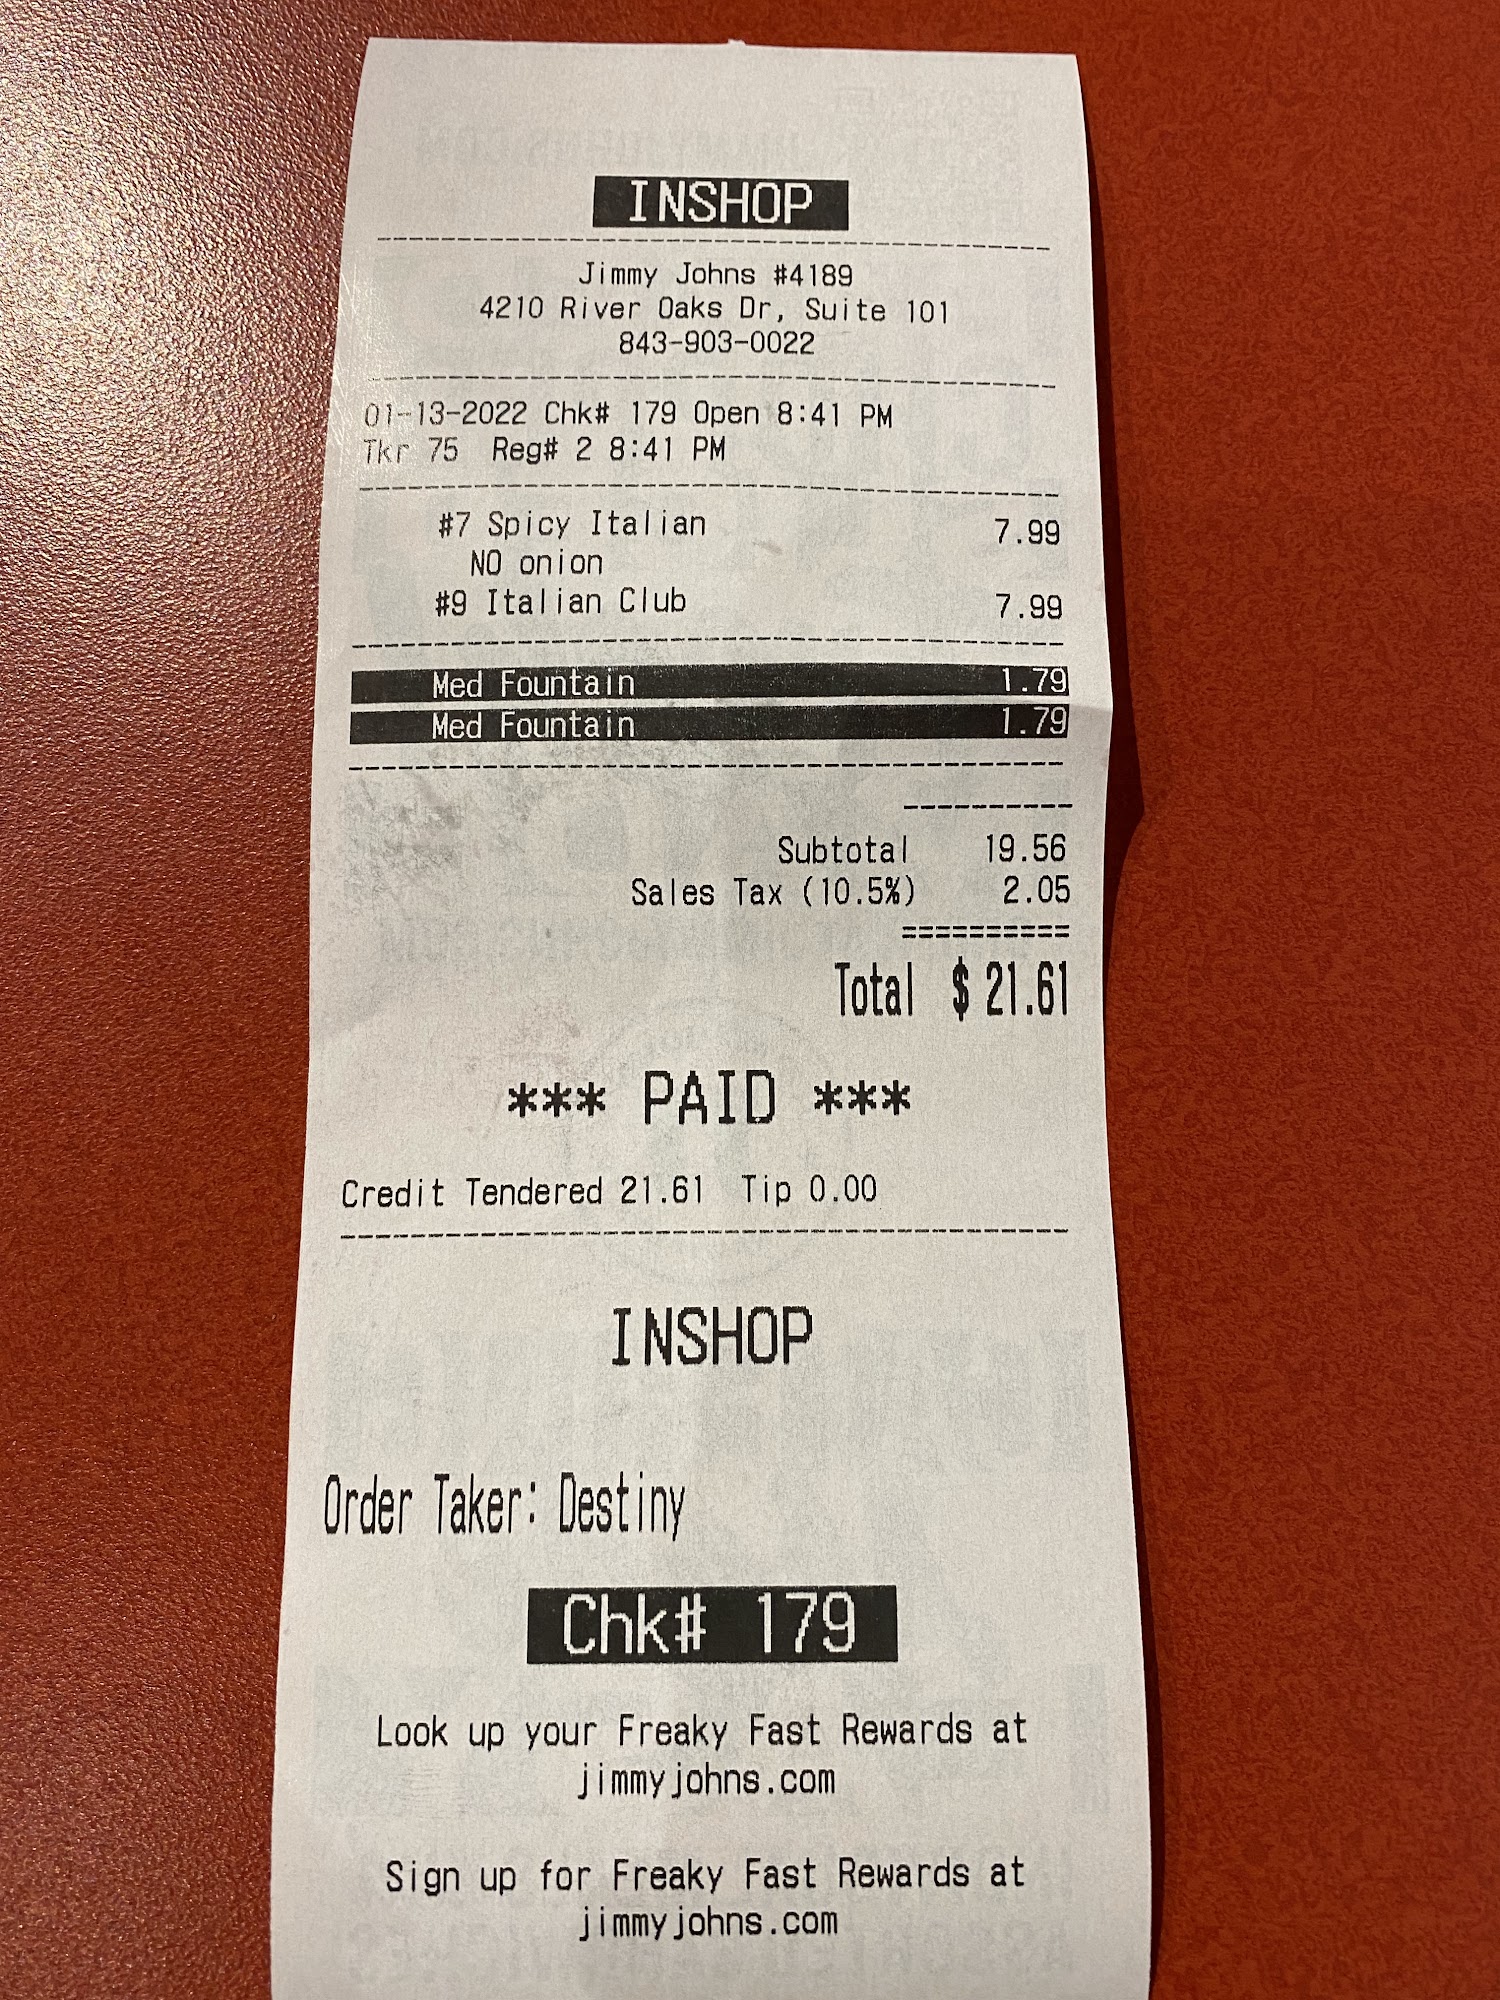 INSHOP
Jimmy Johns #4189
4210 River Oaks Dr, Suite 101
843-903-0022
01-13-2022 Chk# 179 Open 8:41 PM
Tkr 75 Reg# 2 8:41 PM
#7 Spicy Italian 7.99
NO onion
#9 Italian Club 7.99
Med Fountain 1.79
Med Fountain 1.79
Subtotal 19.56
Sales Tax (10.5%) 2.05
==========
Total $ 21.61
*** PAID ***
Credit Tendered 21.61 Tip 0.00
INSHOP
Order Taker: Destiny
Chk# 179
Look up your Freaky Fast Rewards at
jimmyjohns.com
Sign up for Freaky Fast Rewards at
jimmyjohns.com